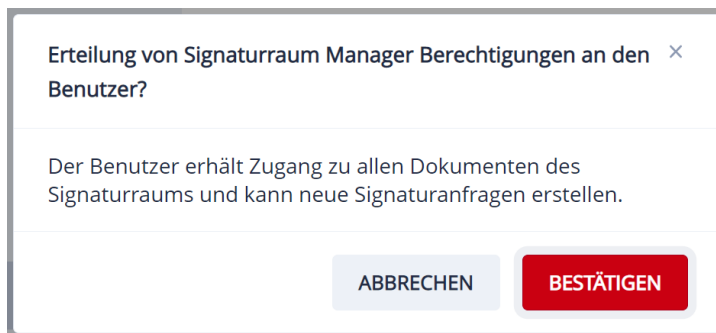 Erteilung von Signaturraum Manager Berechtigungen an den
Benutzer?
Der Benutzer erhält Zugang zu allen Dokumenten des
Signaturraums und kann neue Signaturanfragen erstellen.
ABBRECHEN BESTÄTIGEN